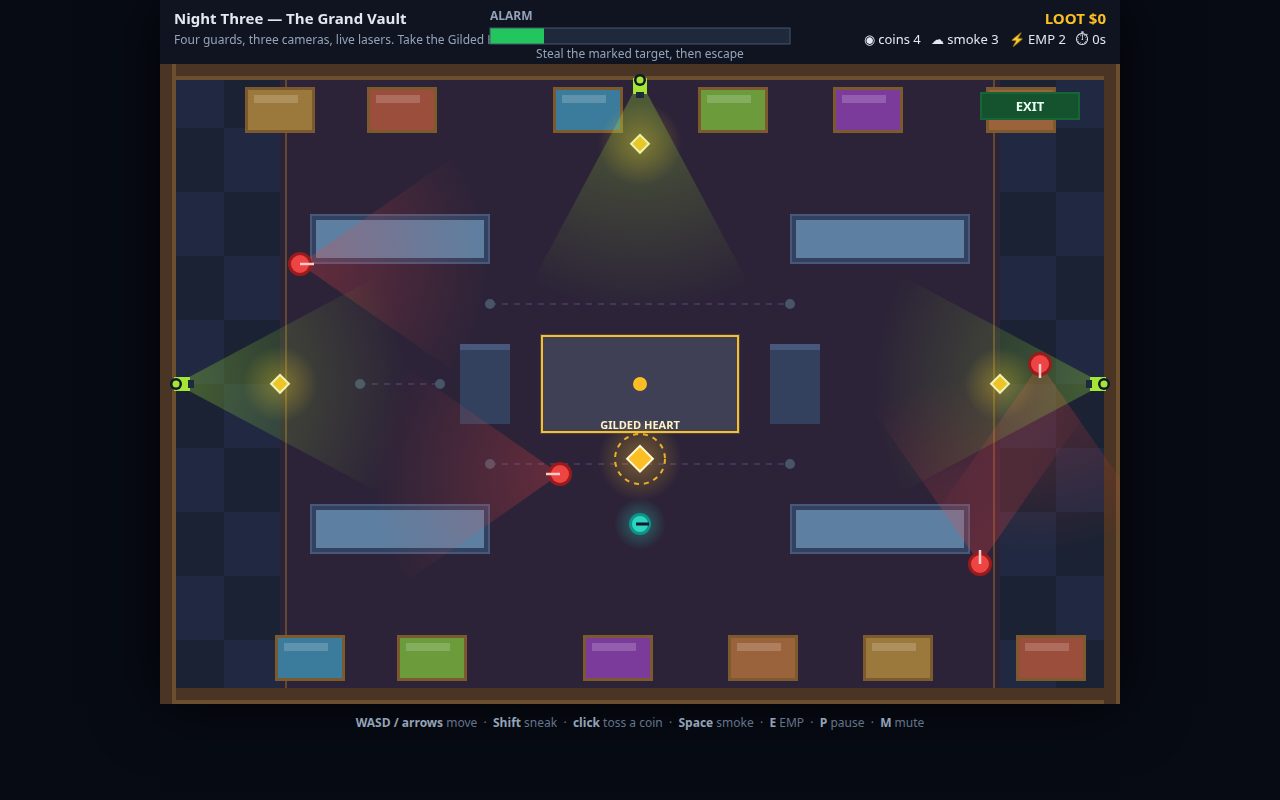 Night Three — The Grand Vault
ALARM
LOOT $0
Four guards, three cameras, live lasers. Take the Gilded
◉ coins 4 ☁ smoke 3 ⚡ EMP 2 ⏱ 0s
Steal the marked target, then escape
EXIT
GILDED HEART
WASD / arrows move · Shift sneak · click toss a coin · Space smoke · E EMP · P pause · M mute